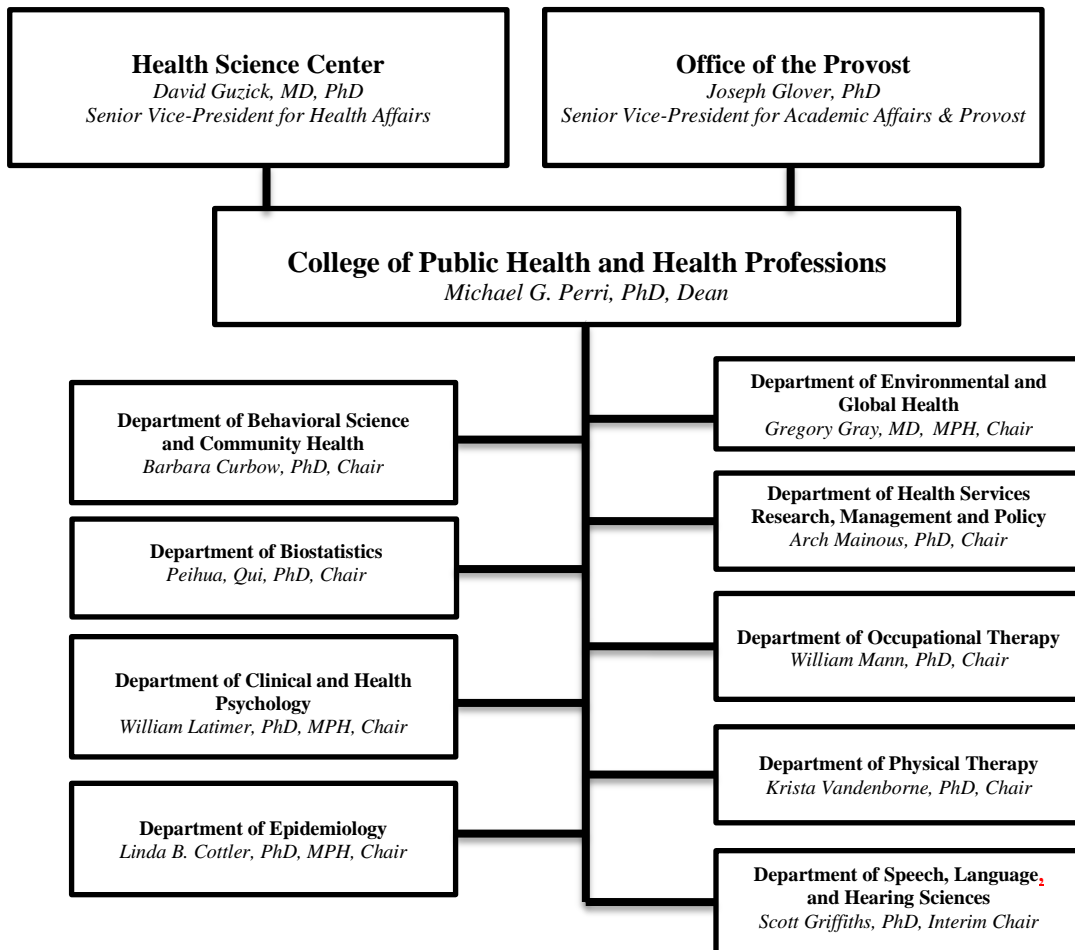 Health Science Center
David Guzick, MD, PhD
Senior Vice-President for Health Affairs
Office of the Provost
Joseph Glover, PhD
Senior Vice-President for Academic Affairs & Provost
College of Public Health and Health Professions
Michael G. Perri, PhD, Dean
Department of Behavioral Science
and Community Health
Barbara Curbow, PhD, Chair
Department of Biostatistics
Peihua, Qui, PhD, Chair
Department of Clinical and Health
Psychology
William Latimer, PhD, MPH, Chair
Department of Epidemiology
Linda B. Cottler, PhD, MPH, Chair
Department of Environmental and
Global Health
Gregory Gray, MD, MPH, Chair
Department of Health Services
Research, Management and Policy
Arch Mainous, PhD, Chair
Department of Occupational Therapy
William Mann, PhD, Chair
Department of Physical Therapy
Krista Vandenborne, PhD, Chair
Department of Speech, Language,
and Hearing Sciences
Scott Griffiths, PhD, Interim Chair